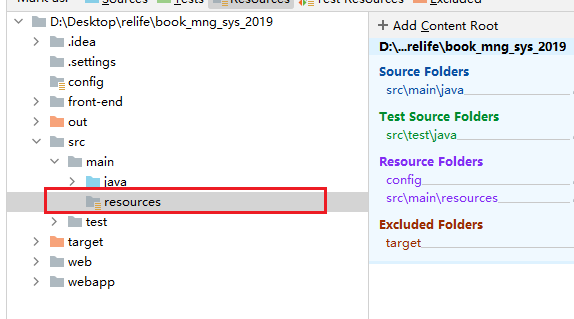 Sources
Tests
Resources
Test Resources
Excluded
D:\Desktop\relife\book_mng_sys_2019
.idea
.settings
config
front-end
out
src
main
java
resources
test
target
web
webapp
+ Add Content Root
D:\...relife\book_mng_sys_2019
Source Folders
src\main\java
Test Source Folders
src\test\java
Resource Folders
config
src\main\resources
Excluded Folders
target